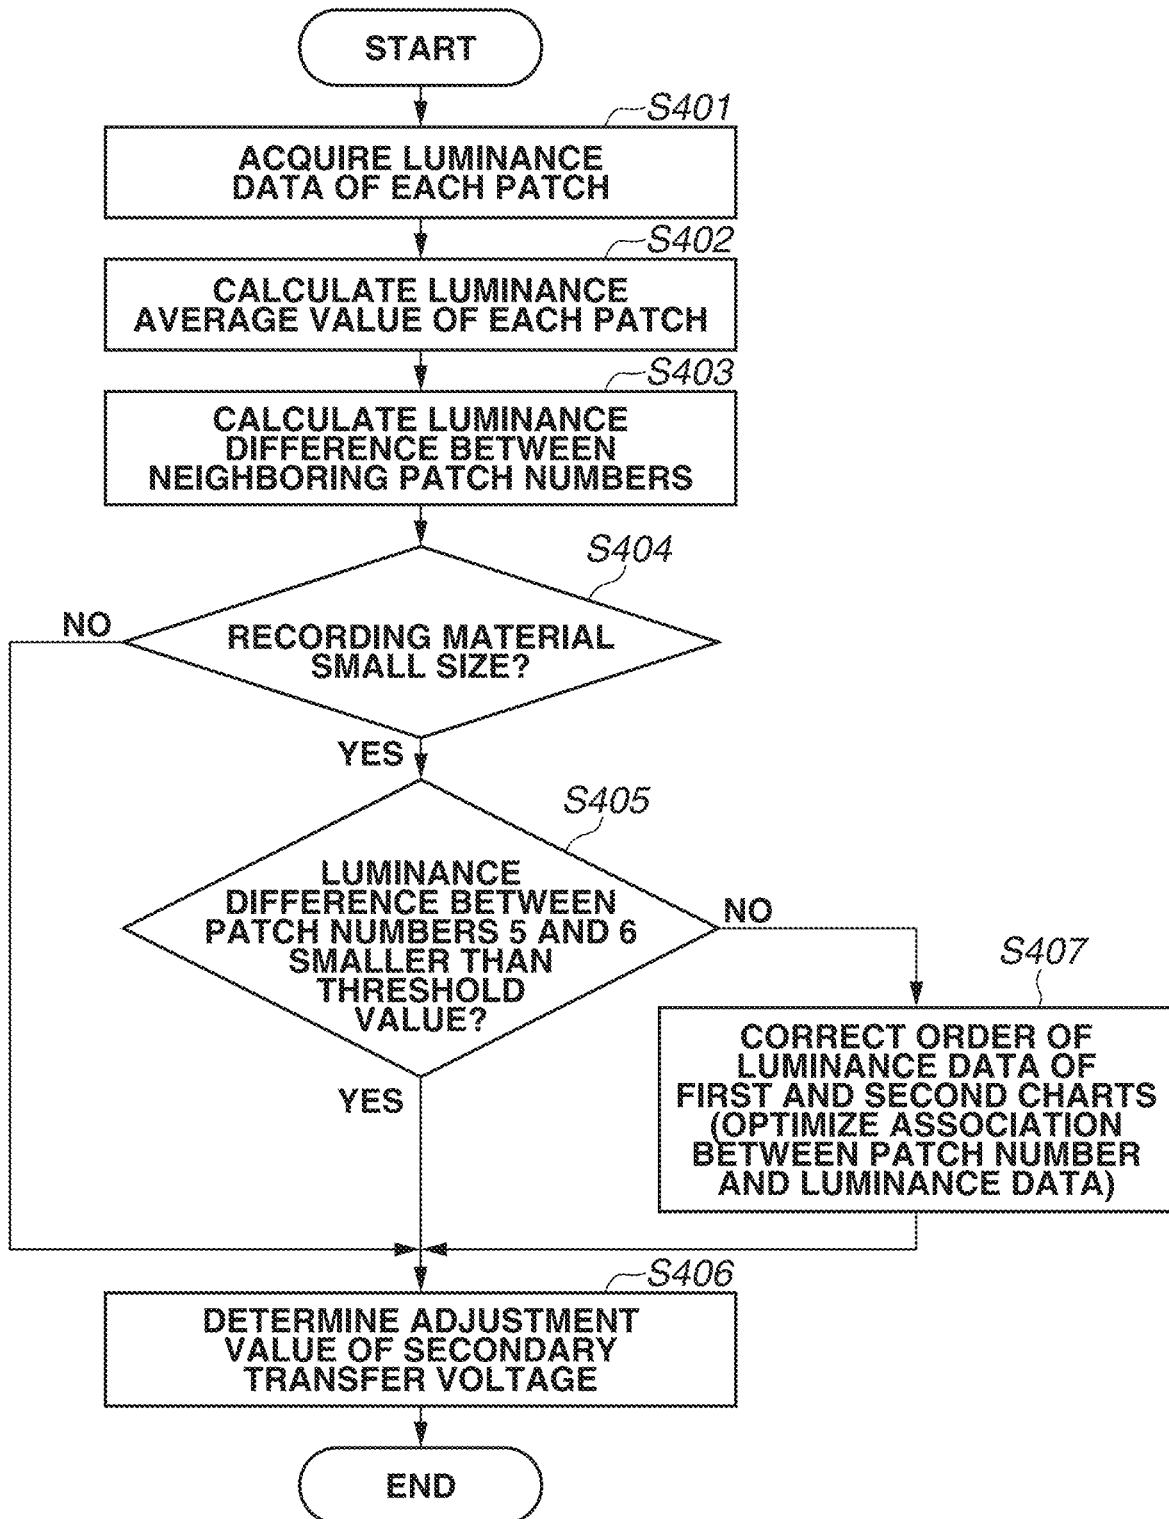 START
S401
ACQUIRE LUMINANCE
DATA OF EACH PATCH
S402
CALCULATE LUMINANCE
AVERAGE VALUE OF EACH PATCH
S403
CALCULATE LUMINANCE
DIFFERENCE BETWEEN
NEIGHBORING PATCH NUMBERS
S404
NO
RECORDING MATERIAL
SMALL SIZE?
YES
S405
LUMINANCE
DIFFERENCE BETWEEN
PATCH NUMBERS 5 AND 6
SMALLER THAN
THRESHOLD
VALUE?
NO
YES
S407
CORRECT ORDER OF
LUMINANCE DATA OF
FIRST AND SECOND CHARTS
(OPTIMIZE ASSOCIATION
BETWEEN PATCH NUMBER
AND LUMINANCE DATA)
S406
DETERMINE ADJUSTMENT
VALUE OF SECONDARY
TRANSFER VOLTAGE
END